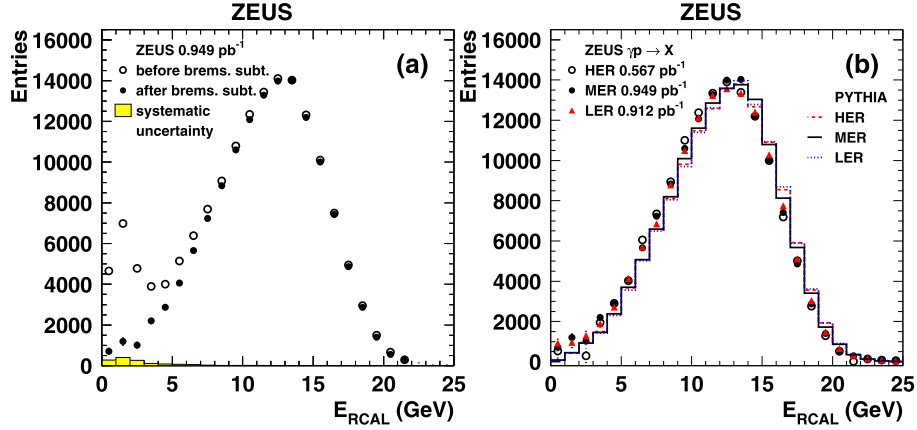 ZEUS
Entries
16000
14000
12000
10000
8000
6000
4000
2000
0
ZEUS 0.949 pb⁻¹
before brems. subt.
after brems. subt.
systematic
uncertainty
(a)
0 5 10 15 20 25
E_RCAL (GeV)
ZEUS
Entries
16000
14000
12000
10000
8000
6000
4000
2000
0
ZEUS γp → X
HER 0.567 pb⁻¹
MER 0.949 pb⁻¹
LER 0.912 pb⁻¹
(b)
PYTHIA
HER
MER
LER
0 5 10 15 20 25
E_RCAL (GeV)